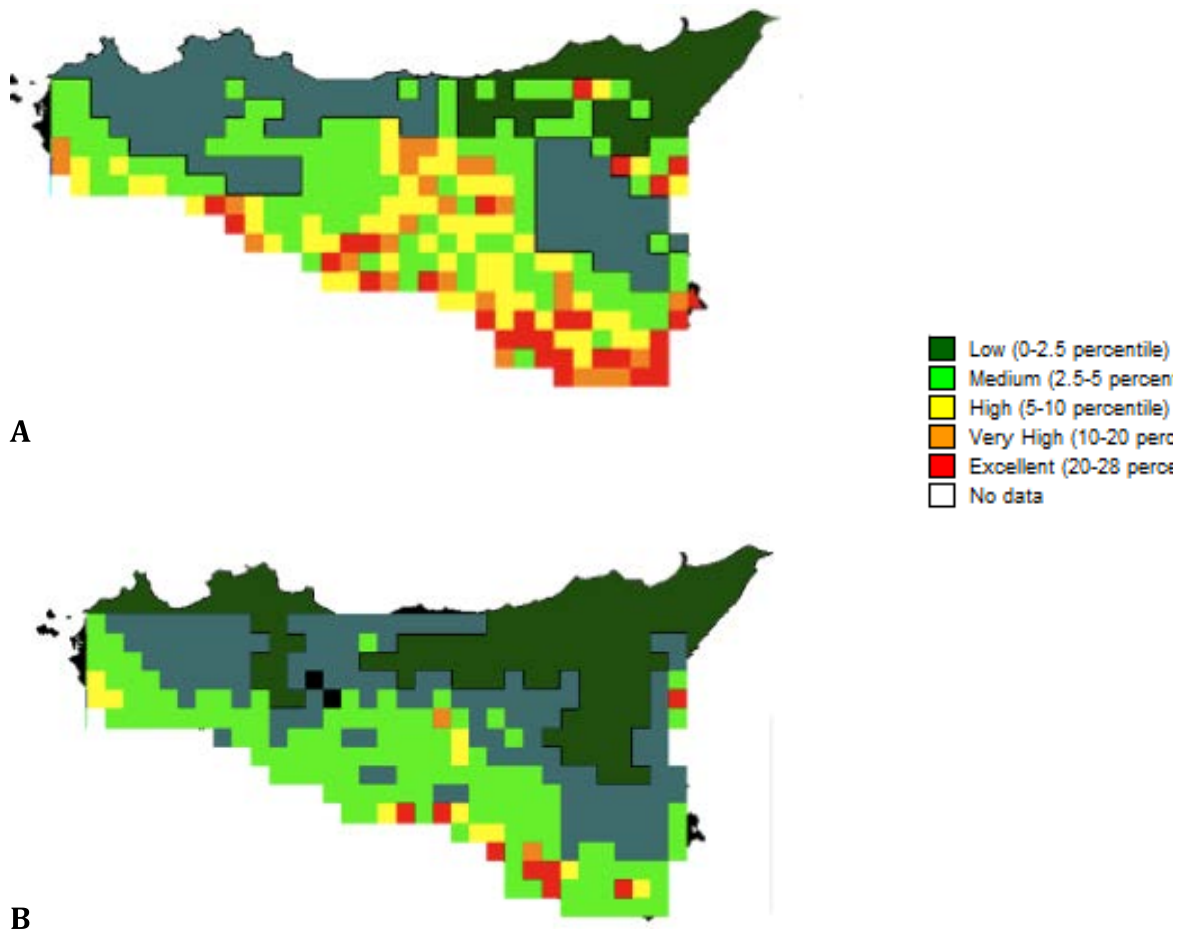 Low (0-2.5 percentile)
Medium (2.5-5 percen
High (5-10 percentile)
Very High (10-20 perc
Excellent (20-28 perce
No data
A
B